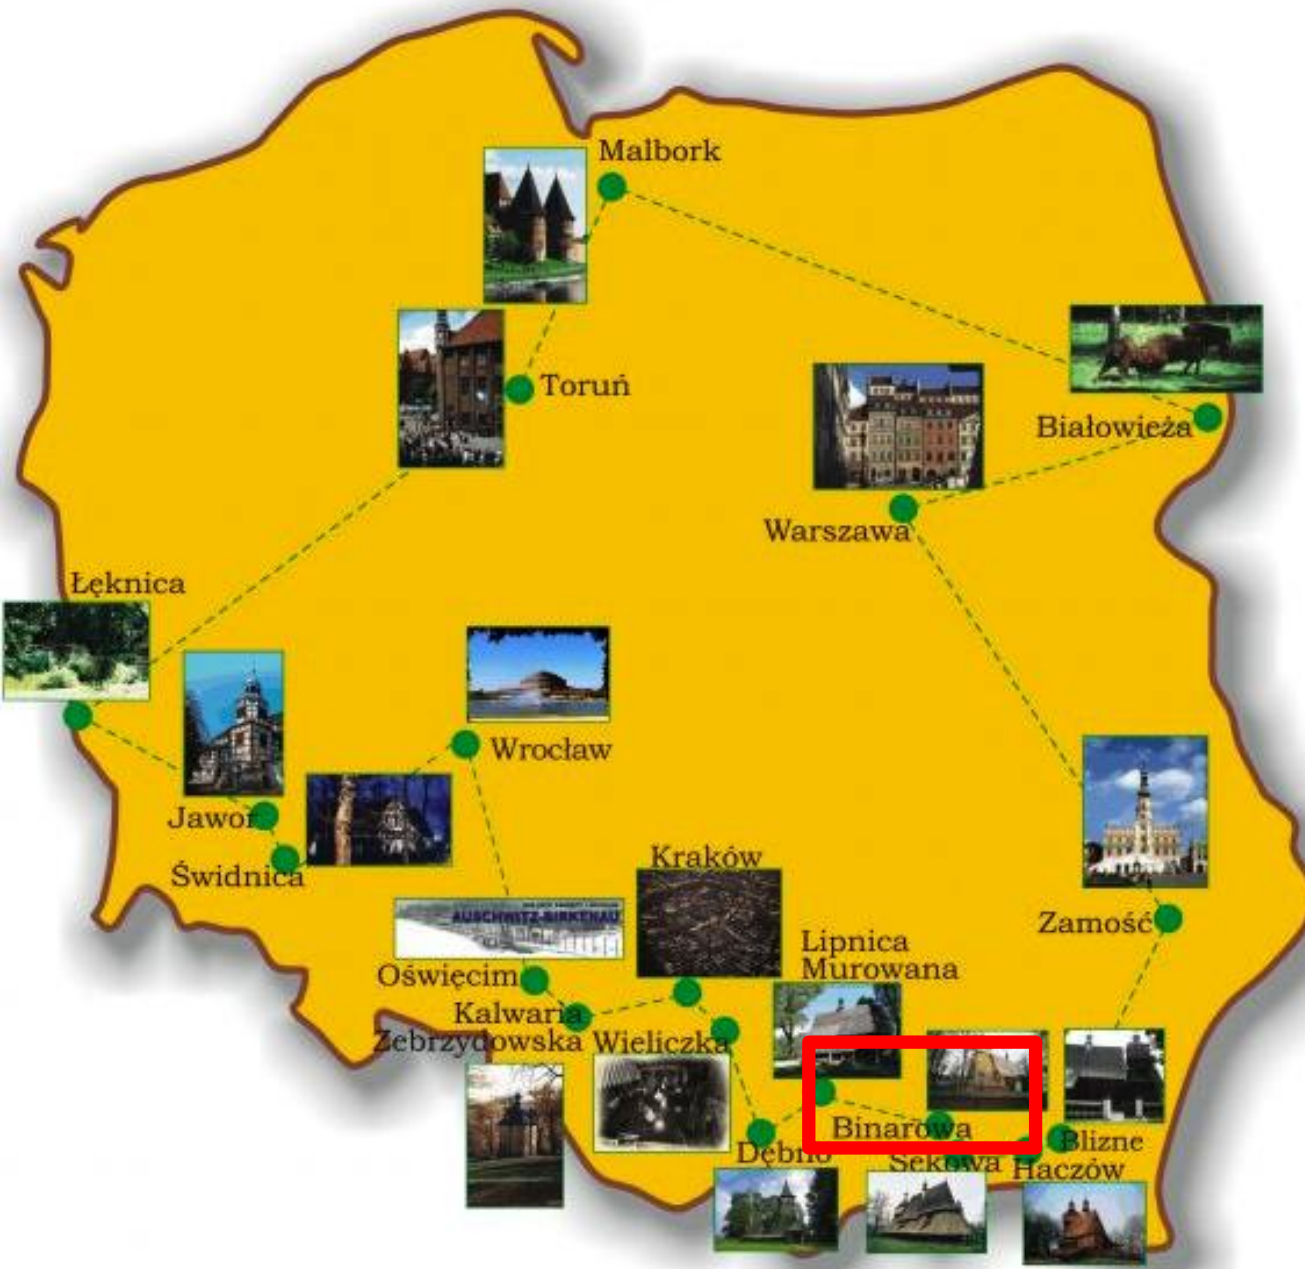 Malbork
Toruń
Białowieża
Warszawa
Łęknica
Wrocław
Jawor
Świdnica
Kraków
AUSCHWITZ-BIRKENAU
Zamość
Lipnica
Murowana
Oświęcim
Kalwaria
Zebrzydowska
Wieliczka
Binarowa
Dębno
Sękowa
Blizne
Haczów